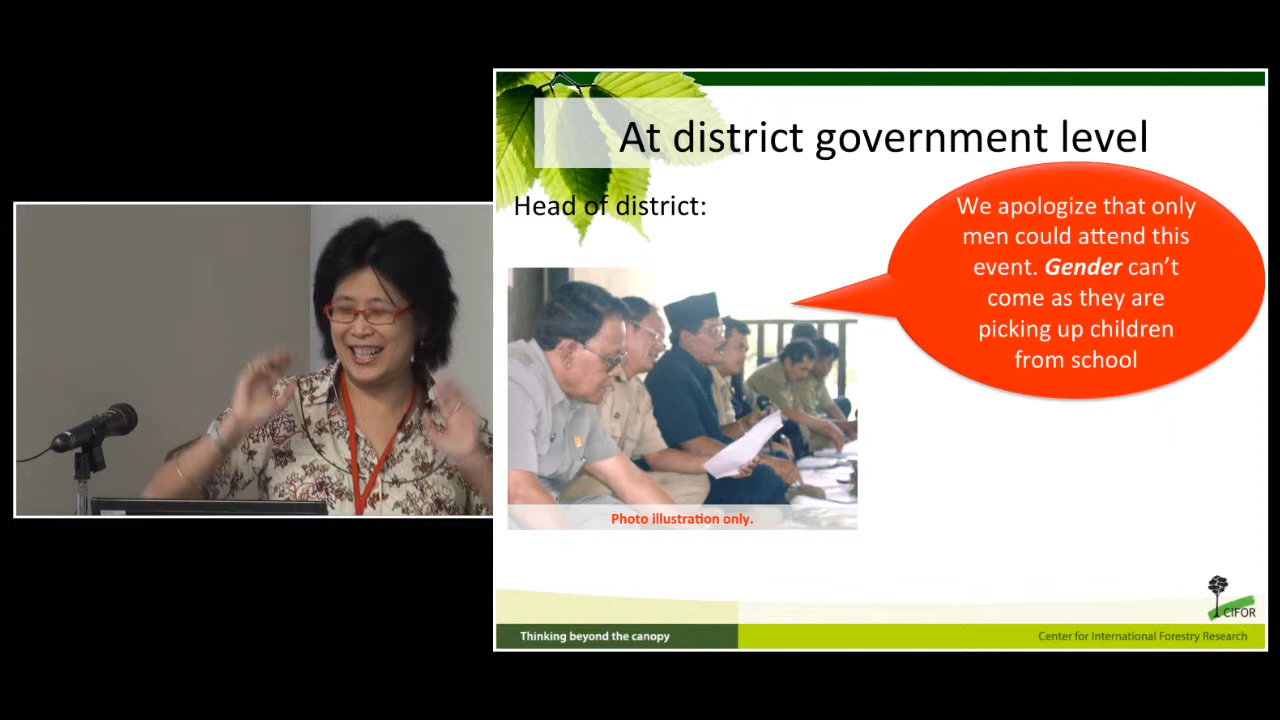 At district government level
Head of district:
We apologize that only
men could attend this
event. Gender can’t
come as they are
picking up children
from school
Photo illustration only.
CIFOR
Thinking beyond the canopy
Center for International Forestry Research